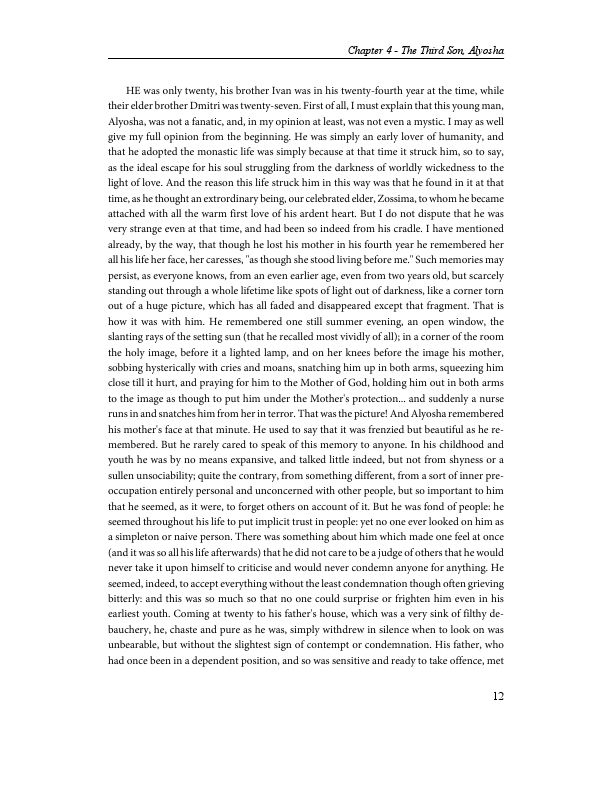 Chapter 4 - The Third Son, Alyosha
HE was only twenty, his brother Ivan was in his twenty-fourth year at the time, while
their elder brother Dmitri was twenty-seven. First of all, I must explain that this young man,
Alyosha, was not a fanatic, and, in my opinion at least, was not even a mystic. I may as well
give my full opinion from the beginning. He was simply an early lover of humanity, and
that he adopted the monastic life was simply because at that time it struck him, so to say,
as the ideal escape for his soul struggling from the darkness of worldly wickedness to the
light of love. And the reason this life struck him in this way was that he found in it at that
time, as he thought an extrordinary being, our celebrated elder, Zossima, to whom he became
attached with all the warm first love of his ardent heart. But I do not dispute that he was
very strange even at that time, and had been so indeed from his cradle. I have mentioned
already, by the way, that though he lost his mother in his fourth year he remembered her
all his life her face, her caresses, "as though she stood living before me." Such memories may
persist, as everyone knows, from an even earlier age, even from two years old, but scarcely
standing out through a whole lifetime like spots of light out of darkness, like a corner torn
out of a huge picture, which has all faded and disappeared except that fragment. That is
how it was with him. He remembered one still summer evening, an open window, the
slanting rays of the setting sun (that he recalled most vividly of all); in a corner of the room
the holy image, before it a lighted lamp, and on her knees before the image his mother,
sobbing hysterically with cries and moans, snatching him up in both arms, squeezing him
close till it hurt, and praying for him to the Mother of God, holding him out in both arms
to the image as though to put him under the Mother's protection... and suddenly a nurse
runs in and snatches him from her in terror. That was the picture! And Alyosha remembered
his mother's face at that minute. He used to say that it was frenzied but beautiful as he re-
membered. But he rarely cared to speak of this memory to anyone. In his childhood and
youth he was by no means expansive, and talked little indeed, but not from shyness or a
sullen unsociability; quite the contrary, from something different, from a sort of inner pre-
occupation entirely personal and unconcerned with other people, but so important to him
that he seemed, as it were, to forget others on account of it. But he was fond of people: he
seemed throughout his life to put implicit trust in people: yet no one ever looked on him as
a simpleton or naive person. There was something about him which made one feel at once
(and it was so all his life afterwards) that he did not care to be a judge of others that he would
never take it upon himself to criticise and would never condemn anyone for anything. He
seemed, indeed, to accept everything without the least condemnation though often grieving
bitterly: and this was so much so that no one could surprise or frighten him even in his
earliest youth. Coming at twenty to his father's house, which was a very sink of filthy de-
bauchery, he, chaste and pure as he was, simply withdrew in silence when to look on was
unbearable, but without the slightest sign of contempt or condemnation. His father, who
had once been in a dependent position, and so was sensitive and ready to take offence, met
12